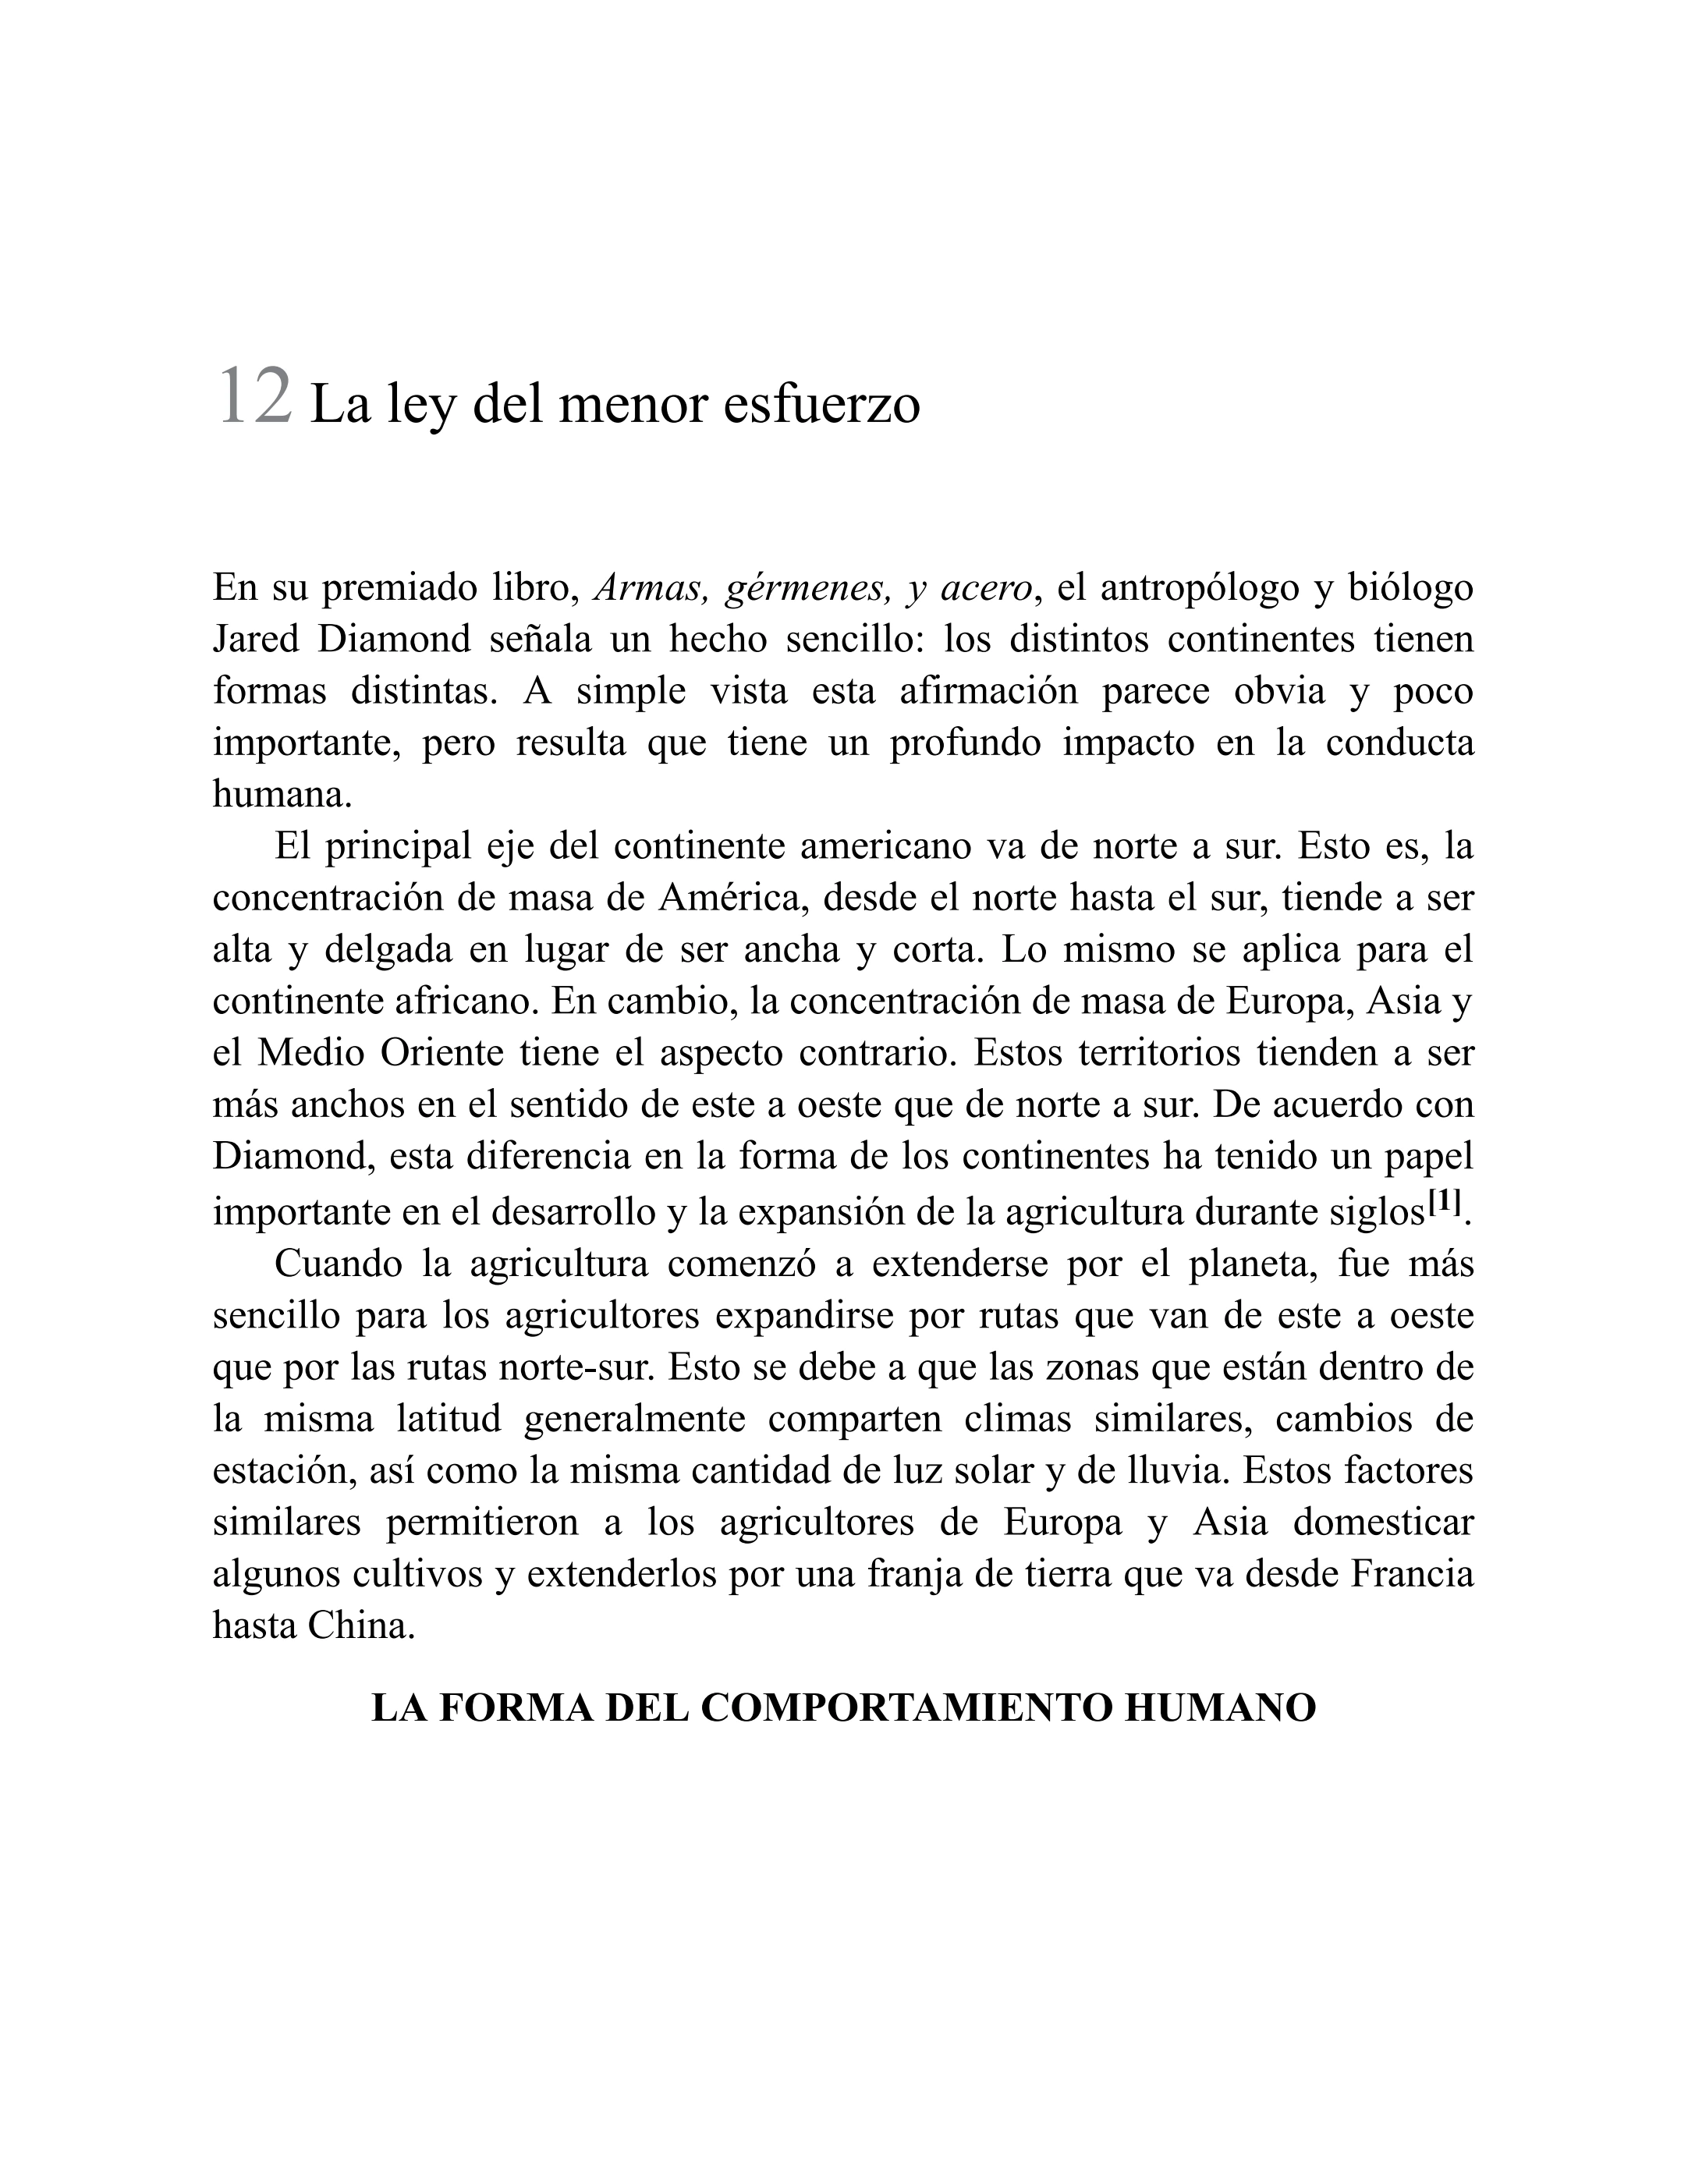 12 La ley del menor esfuerzo
En su premiado libro, Armas, gérmenes, y acero, el antropólogo y biólogo
Jared Diamond señala un hecho sencillo: los distintos continentes tienen
formas distintas. A simple vista esta afirmación parece obvia y poco
importante, pero resulta que tiene un profundo impacto en la conducta
humana.
El principal eje del continente americano va de norte a sur. Esto es, la
concentración de masa de América, desde el norte hasta el sur, tiende a ser
alta y delgada en lugar de ser ancha y corta. Lo mismo se aplica para el
continente africano. En cambio, la concentración de masa de Europa, Asia y
el Medio Oriente tiene el aspecto contrario. Estos territorios tienden a ser
más anchos en el sentido de este a oeste que de norte a sur. De acuerdo con
Diamond, esta diferencia en la forma de los continentes ha tenido un papel
importante en el desarrollo y la expansión de la agricultura durante siglos[1].
Cuando la agricultura comenzó a extenderse por el planeta, fue más
sencillo para los agricultores expandirse por rutas que van de este a oeste
que por las rutas norte-sur. Esto se debe a que las zonas que están dentro de
la misma latitud generalmente comparten climas similares, cambios de
estación, así como la misma cantidad de luz solar y de lluvia. Estos factores
similares permitieron a los agricultores de Europa y Asia domesticar
algunos cultivos y extenderlos por una franja de tierra que va desde Francia
hasta China.
LA FORMA DEL COMPORTAMIENTO HUMANO